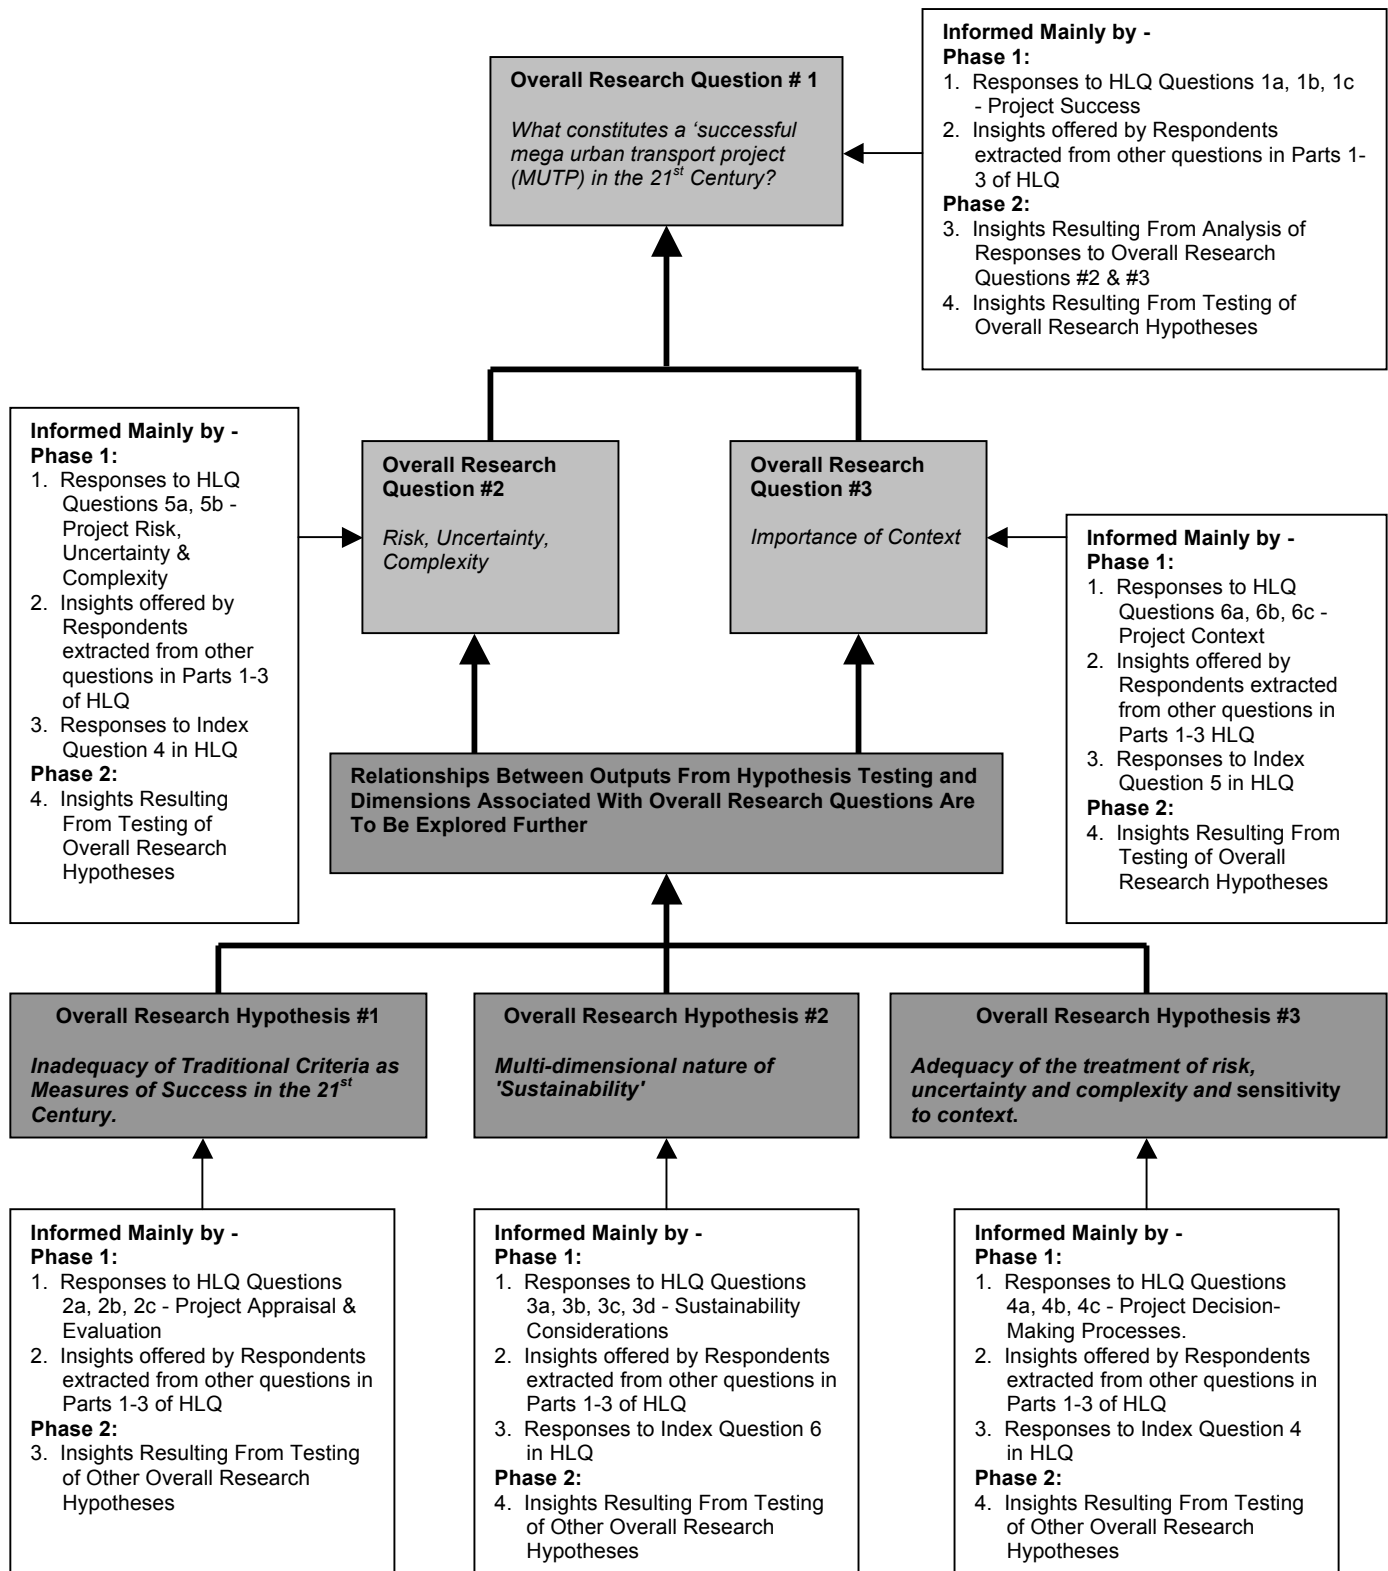 Informed Mainly by -
Phase 1:
1. Responses to HLQ Questions 1a, 1b, 1c
- Project Success
2. Insights offered by Respondents
extracted from other questions in Parts 1-
3 of HLQ
Phase 2:
3. Insights Resulting From Analysis of
Responses to Overall Research
Questions #2 & #3
4. Insights Resulting From Testing of
Overall Research Hypotheses
Overall Research Question # 1
What constitutes a ‘successful
mega urban transport project
(MUTP) in the 21st Century?
Informed Mainly by -
Phase 1:
1. Responses to HLQ
Questions 5a, 5b -
Project Risk,
Uncertainty &
Complexity
2. Insights offered by
Respondents
extracted from other
questions in Parts 1-3
of HLQ
3. Responses to Index
Question 4 in HLQ
Phase 2:
4. Insights Resulting
From Testing of
Overall Research
Hypotheses
Overall Research
Question #2
Risk, Uncertainty,
Complexity
Overall Research
Question #3
Importance of Context
Informed Mainly by -
Phase 1:
1. Responses to HLQ
Questions 6a, 6b, 6c -
Project Context
2. Insights offered by
Respondents extracted
from other questions in
Parts 1-3 HLQ
3. Responses to Index
Question 5 in HLQ
Phase 2:
4. Insights Resulting From
Testing of Overall
Research Hypotheses
Relationships Between Outputs From Hypothesis Testing and
Dimensions Associated With Overall Research Questions Are
To Be Explored Further
Overall Research Hypothesis #1
Inadequacy of Traditional Criteria as
Measures of Success in the 21st
Century.
Overall Research Hypothesis #2
Multi-dimensional nature of
'Sustainability'
Overall Research Hypothesis #3
Adequacy of the treatment of risk,
uncertainty and complexity and sensitivity
to context.
Informed Mainly by -
Phase 1:
1. Responses to HLQ Questions
2a, 2b, 2c - Project Appraisal &
Evaluation
2. Insights offered by Respondents
extracted from other questions in
Parts 1-3 of HLQ
Phase 2:
3. Insights Resulting From Testing
of Other Overall Research
Hypotheses
Informed Mainly by -
Phase 1:
1. Responses to HLQ Questions
3a, 3b, 3c, 3d - Sustainability
Considerations
2. Insights offered by Respondents
extracted from other questions in
Parts 1-3 of HLQ
3. Responses to Index Question 6
in HLQ
Phase 2:
4. Insights Resulting From Testing
of Other Overall Research
Hypotheses
Informed Mainly by -
Phase 1:
1. Responses to HLQ Questions
4a, 4b, 4c - Project Decision-
Making Processes.
2. Insights offered by Respondents
extracted from other questions in
Parts 1-3 of HLQ
3. Responses to Index Question 4
in HLQ
Phase 2:
4. Insights Resulting From Testing
of Other Overall Research
Hypotheses